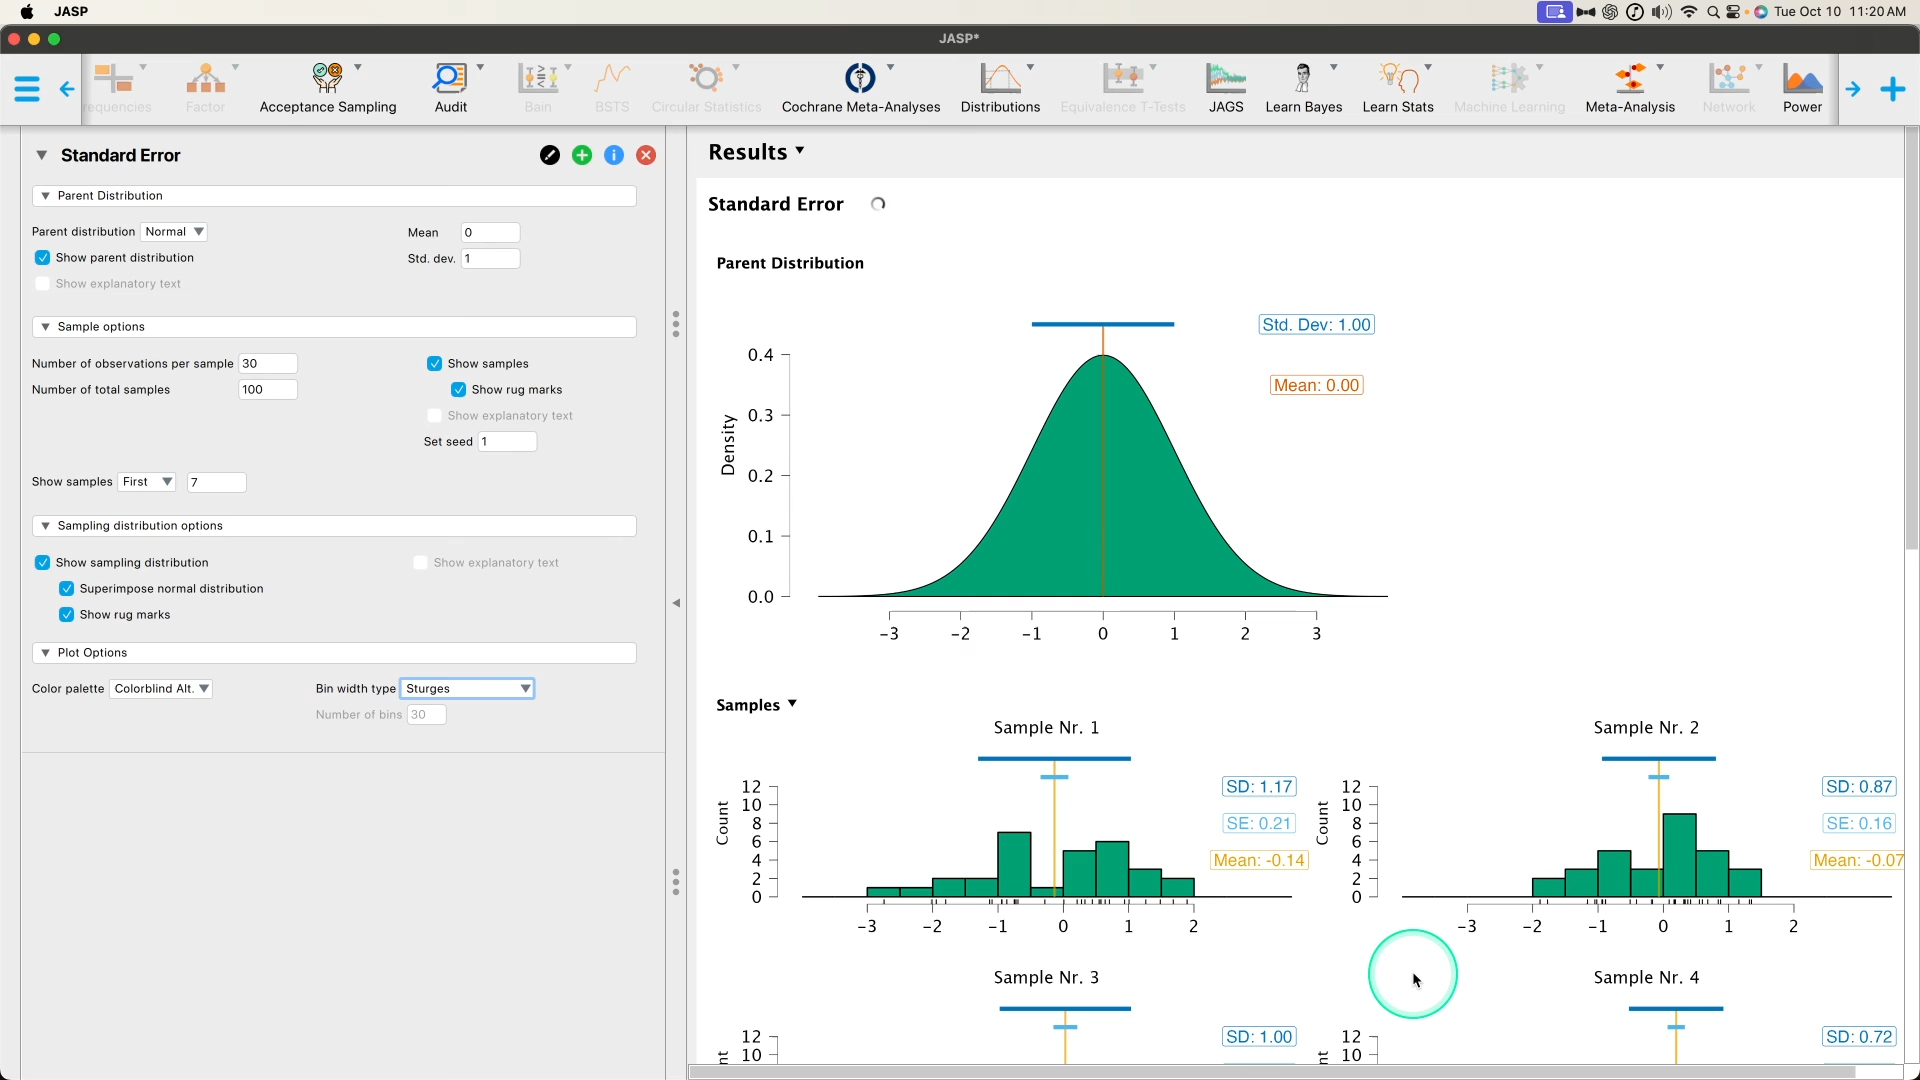 JASP
Tue Oct 10 11:20 AM
JASP*
requencies
Factor
Acceptance Sampling
Audit
Bain
BSTS
Circular Statistics
Cochrane Meta-Analyses
Distributions
Equivalence T-Tests
JAGS
Learn Bayes
Learn Stats
Machine Learning
Meta-Analysis
Network
Power
Standard Error
Parent Distribution
Parent distribution Normal
Mean 0
Show parent distribution
Std. dev. 1
Show explanatory text
Sample options
Number of observations per sample 30
Show samples
Number of total samples 100
Show rug marks
Show explanatory text
Set seed 1
Show samples First 7
Sampling distribution options
Show sampling distribution
Show explanatory text
Superimpose normal distribution
Show rug marks
Plot Options
Color palette Colorblind Alt.
Bin width type Sturges
Number of bins 30
Results
Standard Error
Parent Distribution
Std. Dev: 1.00
Mean: 0.00
Density
0.4
0.3
0.2
0.1
0.0
-3 -2 -1 0 1 2 3
Samples
Sample Nr. 1
SD: 1.17
SE: 0.21
Mean: -0.14
Count
12
10
8
6
4
2
0
-3 -2 -1 0 1 2
Sample Nr. 2
SD: 0.87
SE: 0.16
Mean: -0.07
Count
12
10
8
6
4
2
0
-3 -2 -1 0 1 2
Sample Nr. 3
SD: 1.00
12
10
nt
Sample Nr. 4
SD: 0.72
12
10
nt